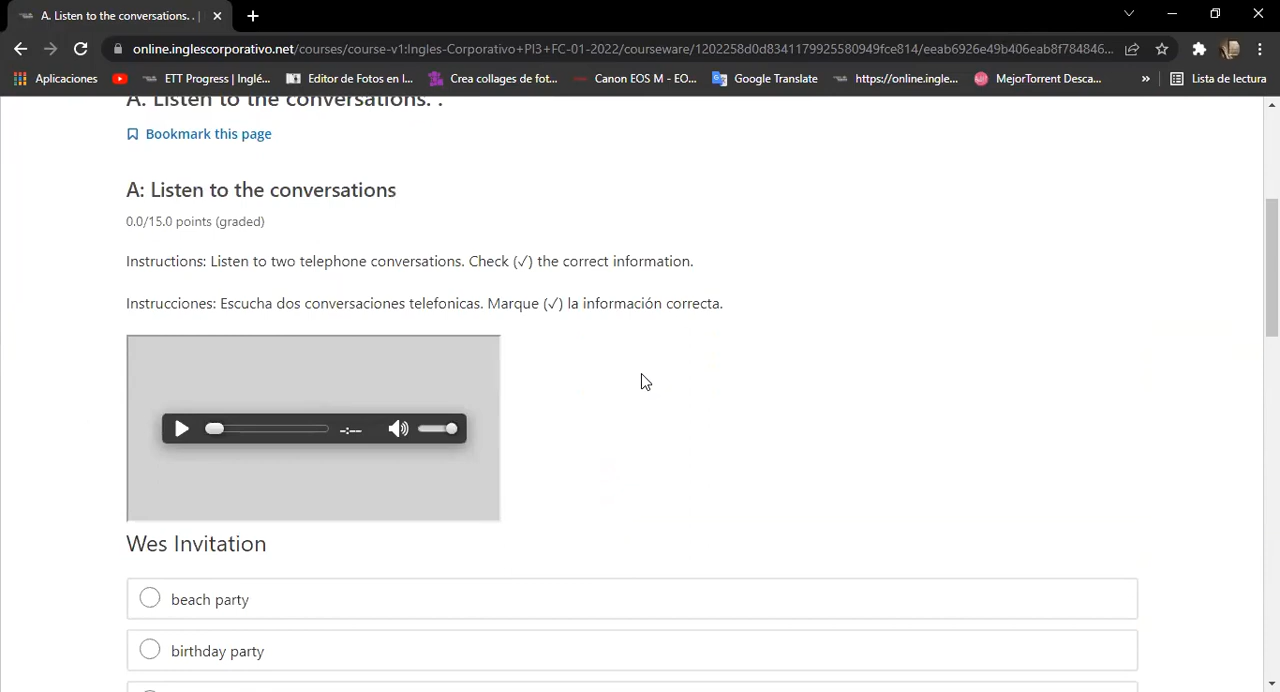 A. Listen to the conversations. . |
online.inglescorporativo.net/courses/course-v1:Ingles-Corporativo+PI3+FC-01-2022/courseware/1202258d0d8341179925580949fce814/eeab6926e49b406eab8f784846...
Aplicaciones ETT Progress | Inglé... Editor de Fotos en l... Crea collages de fot... Canon EOS M - EO... Google Translate https://online.ingle... MejorTorrent Desca... » Lista de lectura
A. Listen to the conversations. .
Bookmark this page
A: Listen to the conversations
0.0/15.0 points (graded)
Instructions: Listen to two telephone conversations. Check (✓) the correct information.
Instrucciones: Escucha dos conversaciones telefonicas. Marque (✓) la información correcta.
-:--
Wes Invitation
beach party
birthday party